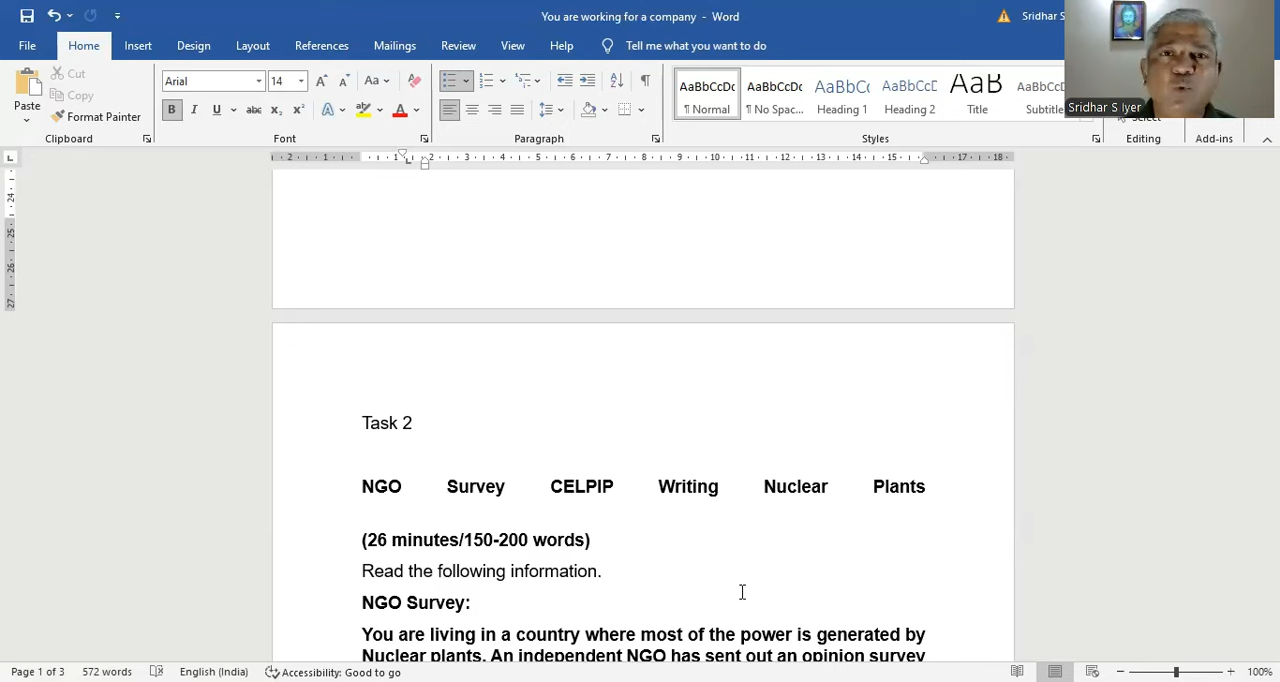 You are working for a company - Word
Sridhar S
File Home Insert Design Layout References Mailings Review View Help Tell me what you want to do
Paste
Cut
Copy
Format Painter
Arial 14
Clipboard Font Paragraph Styles Editing Add-ins
AaBbCcDc AaBbCcDc AaBbC( AaBbCcD AaB AaBbCcD
¶ Normal ¶ No Spac... Heading 1 Heading 2 Title Subtitle
Select
Sridhar S Iyer
Task 2
NGO Survey CELPIP Writing Nuclear Plants
(26 minutes/150-200 words)
Read the following information.
NGO Survey:
You are living in a country where most of the power is generated by
Nuclear plants. An independent NGO has sent out an opinion survey
Page 1 of 3 572 words English (India) Accessibility: Good to go 100%